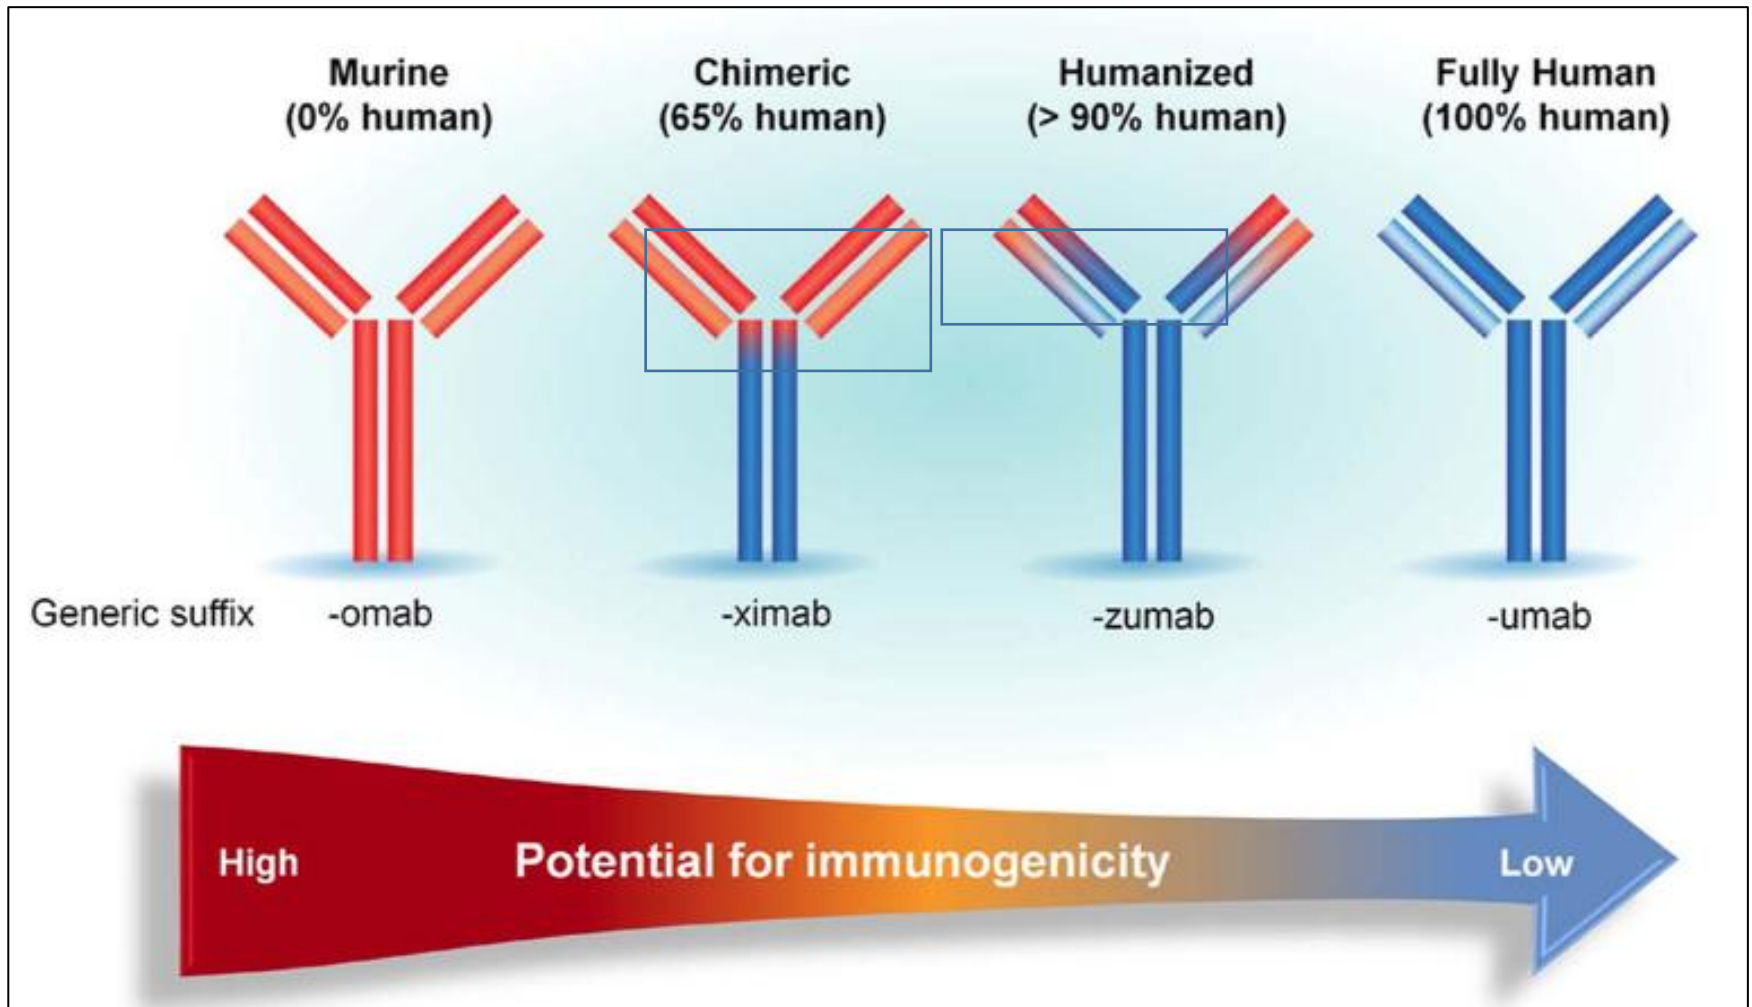 Murine
(0% human)
Chimeric
(65% human)
Humanized
(> 90% human)
Fully Human
(100% human)
Generic suffix
-omab
-ximab
-zumab
-umab
High
Potential for immunogenicity
Low